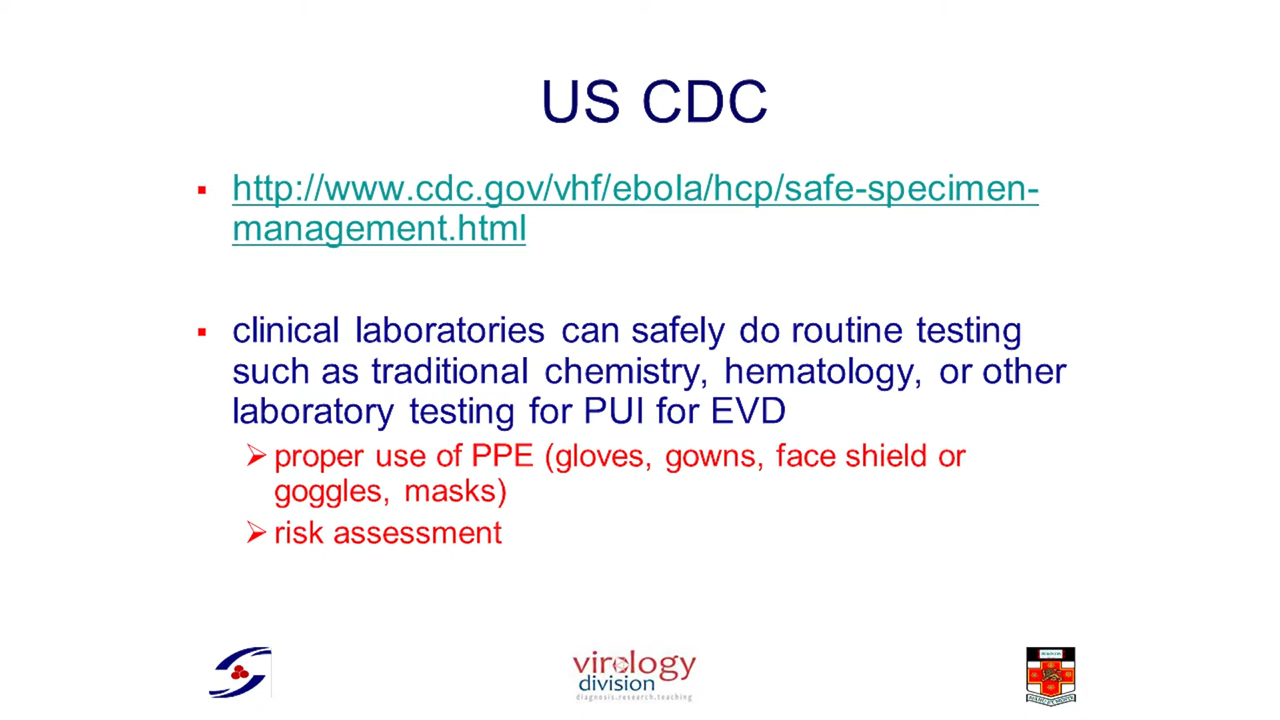 US CDC
http://www.cdc.gov/vhf/ebola/hcp/safe-specimen-
management.html
clinical laboratories can safely do routine testing
such as traditional chemistry, hematology, or other
laboratory testing for PUI for EVD
proper use of PPE (gloves, gowns, face shield or
goggles, masks)
risk assessment
virology
division
diagnosis.research.teaching